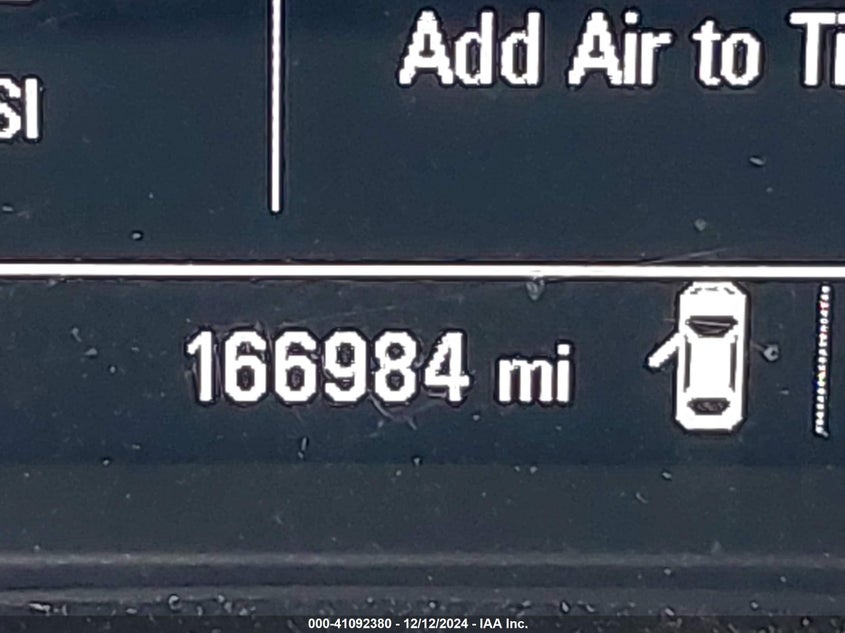 Add Air to Ti
SI
166984 mi
000-41092380 - 12/12/2024 - IAA Inc.